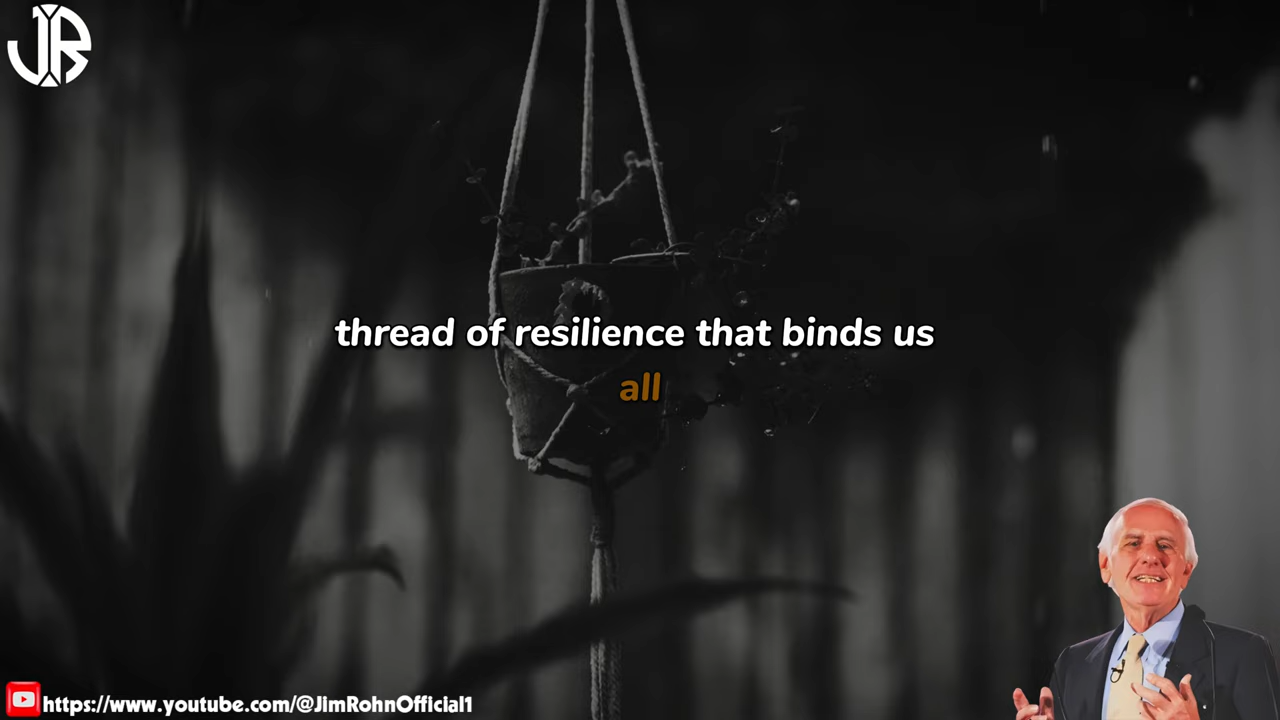 JR
thread of resilience that binds us
all
https://www.youtube.com/@JimRohnOfficial1